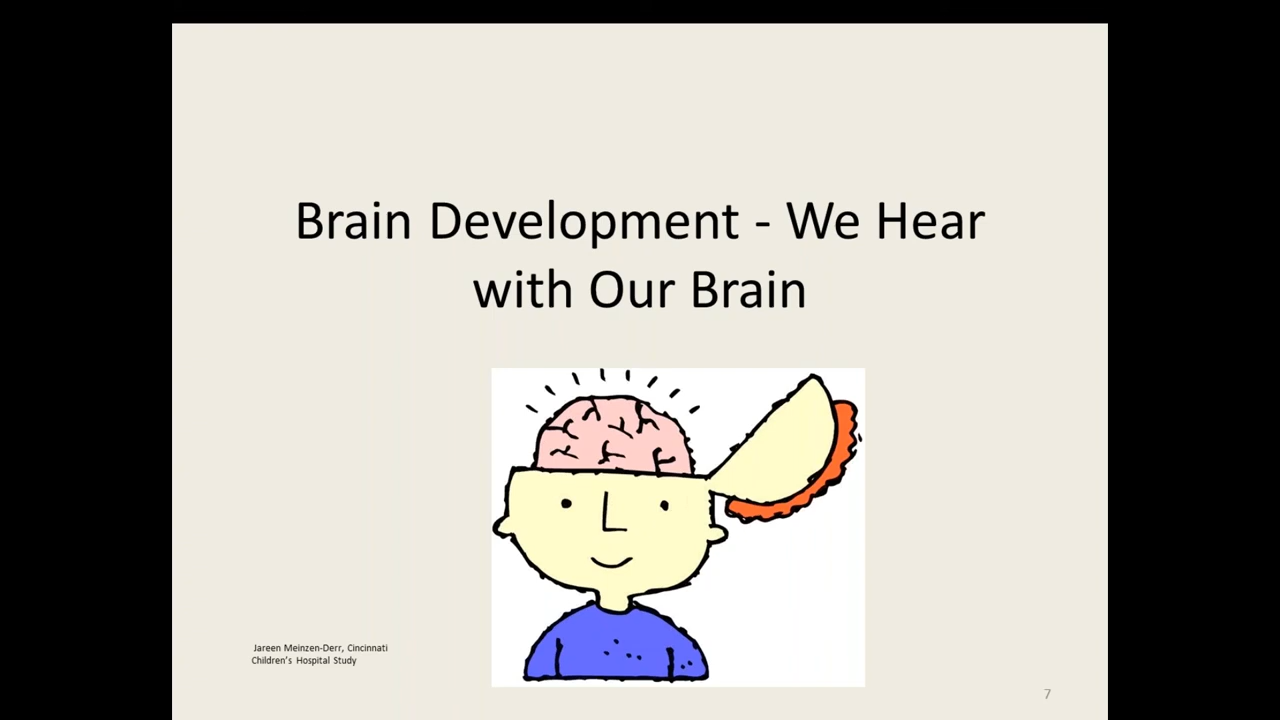 Brain Development - We Hear
with Our Brain
Jareen Meinzen-Derr, Cincinnati
Children's Hospital Study
7